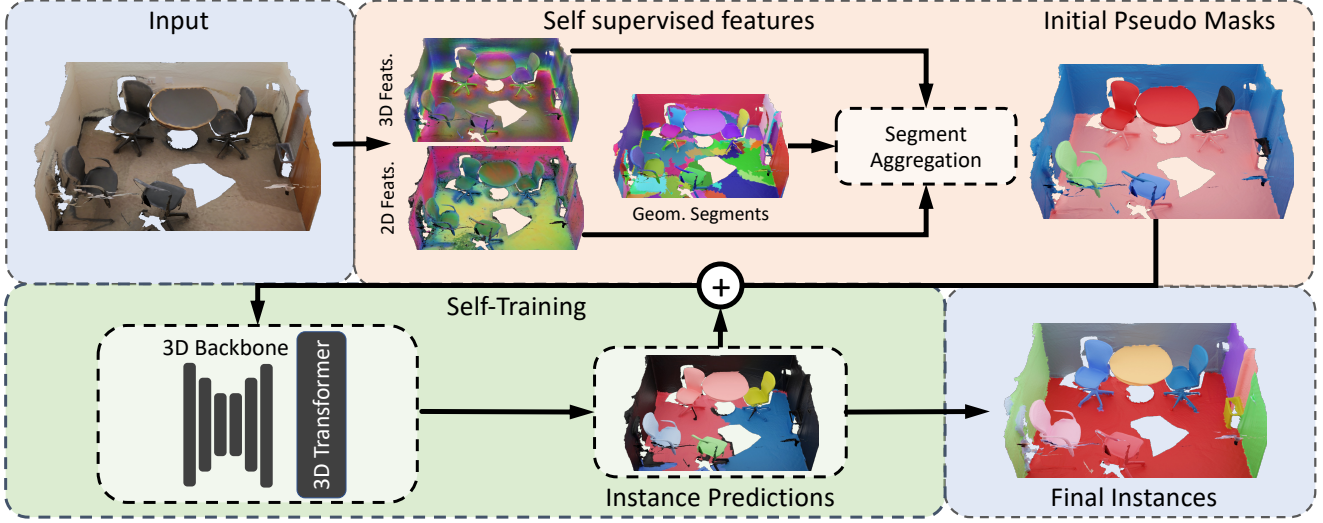 Input
Self supervised features
Initial Pseudo Masks
3D Feats.
2D Feats.
Geom. Segments
Segment
Aggregation
+
Self-Training
3D Backbone
3D Transformer
Instance Predictions
Final Instances